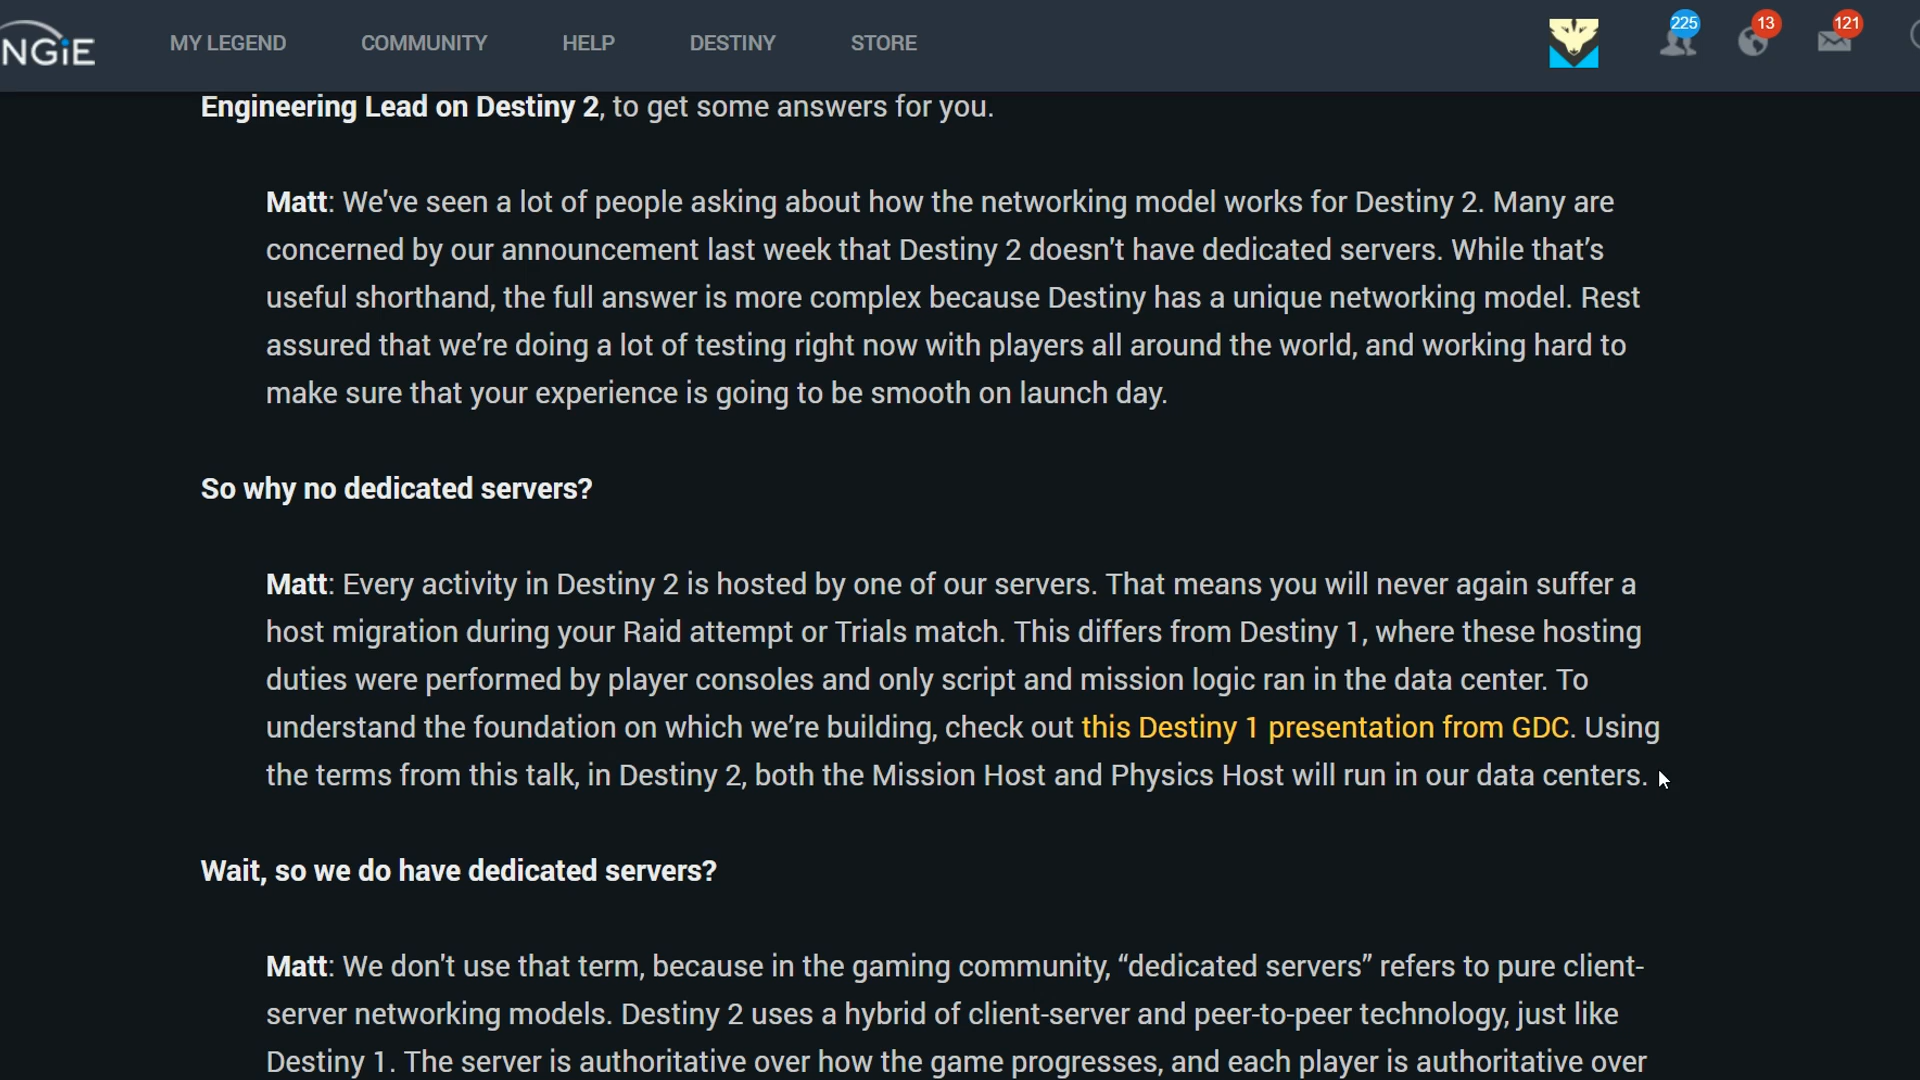 NGiE
MY LEGEND COMMUNITY HELP DESTINY STORE 225 13 121
Engineering Lead on Destiny 2, to get some answers for you.
Matt: We've seen a lot of people asking about how the networking model works for Destiny 2. Many are
concerned by our announcement last week that Destiny 2 doesn't have dedicated servers. While that’s
useful shorthand, the full answer is more complex because Destiny has a unique networking model. Rest
assured that we’re doing a lot of testing right now with players all around the world, and working hard to
make sure that your experience is going to be smooth on launch day.
So why no dedicated servers?
Matt: Every activity in Destiny 2 is hosted by one of our servers. That means you will never again suffer a
host migration during your Raid attempt or Trials match. This differs from Destiny 1, where these hosting
duties were performed by player consoles and only script and mission logic ran in the data center. To
understand the foundation on which we’re building, check out this Destiny 1 presentation from GDC. Using
the terms from this talk, in Destiny 2, both the Mission Host and Physics Host will run in our data centers.
Wait, so we do have dedicated servers?
Matt: We don't use that term, because in the gaming community, “dedicated servers” refers to pure client-
server networking models. Destiny 2 uses a hybrid of client-server and peer-to-peer technology, just like
Destiny 1. The server is authoritative over how the game progresses, and each player is authoritative over